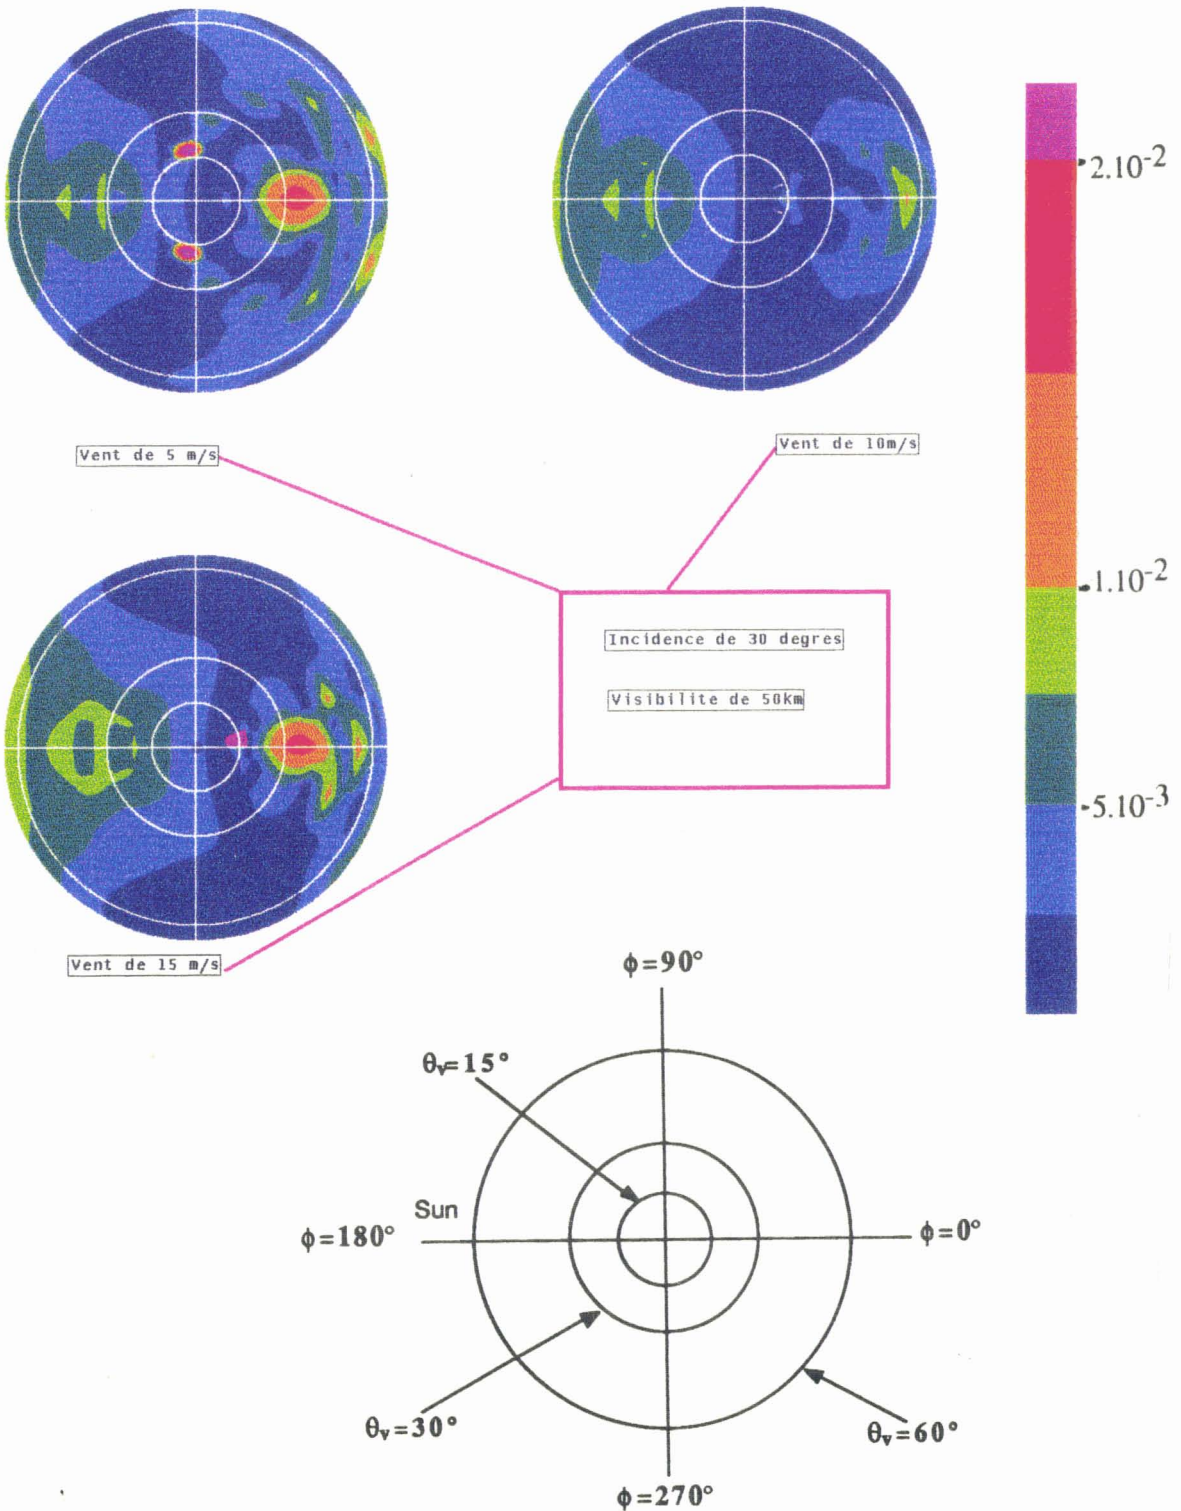 2.10-2
Vent de 5 m/s
Vent de 10m/s
1.10-2
Incidence de 30 degres
Visibilite de 50km
5.10-3
Vent de 15 m/s
ϕ=90°
θv=15°
Sun
ϕ=180°
ϕ=0°
θv=30°
θv=60°
ϕ=270°